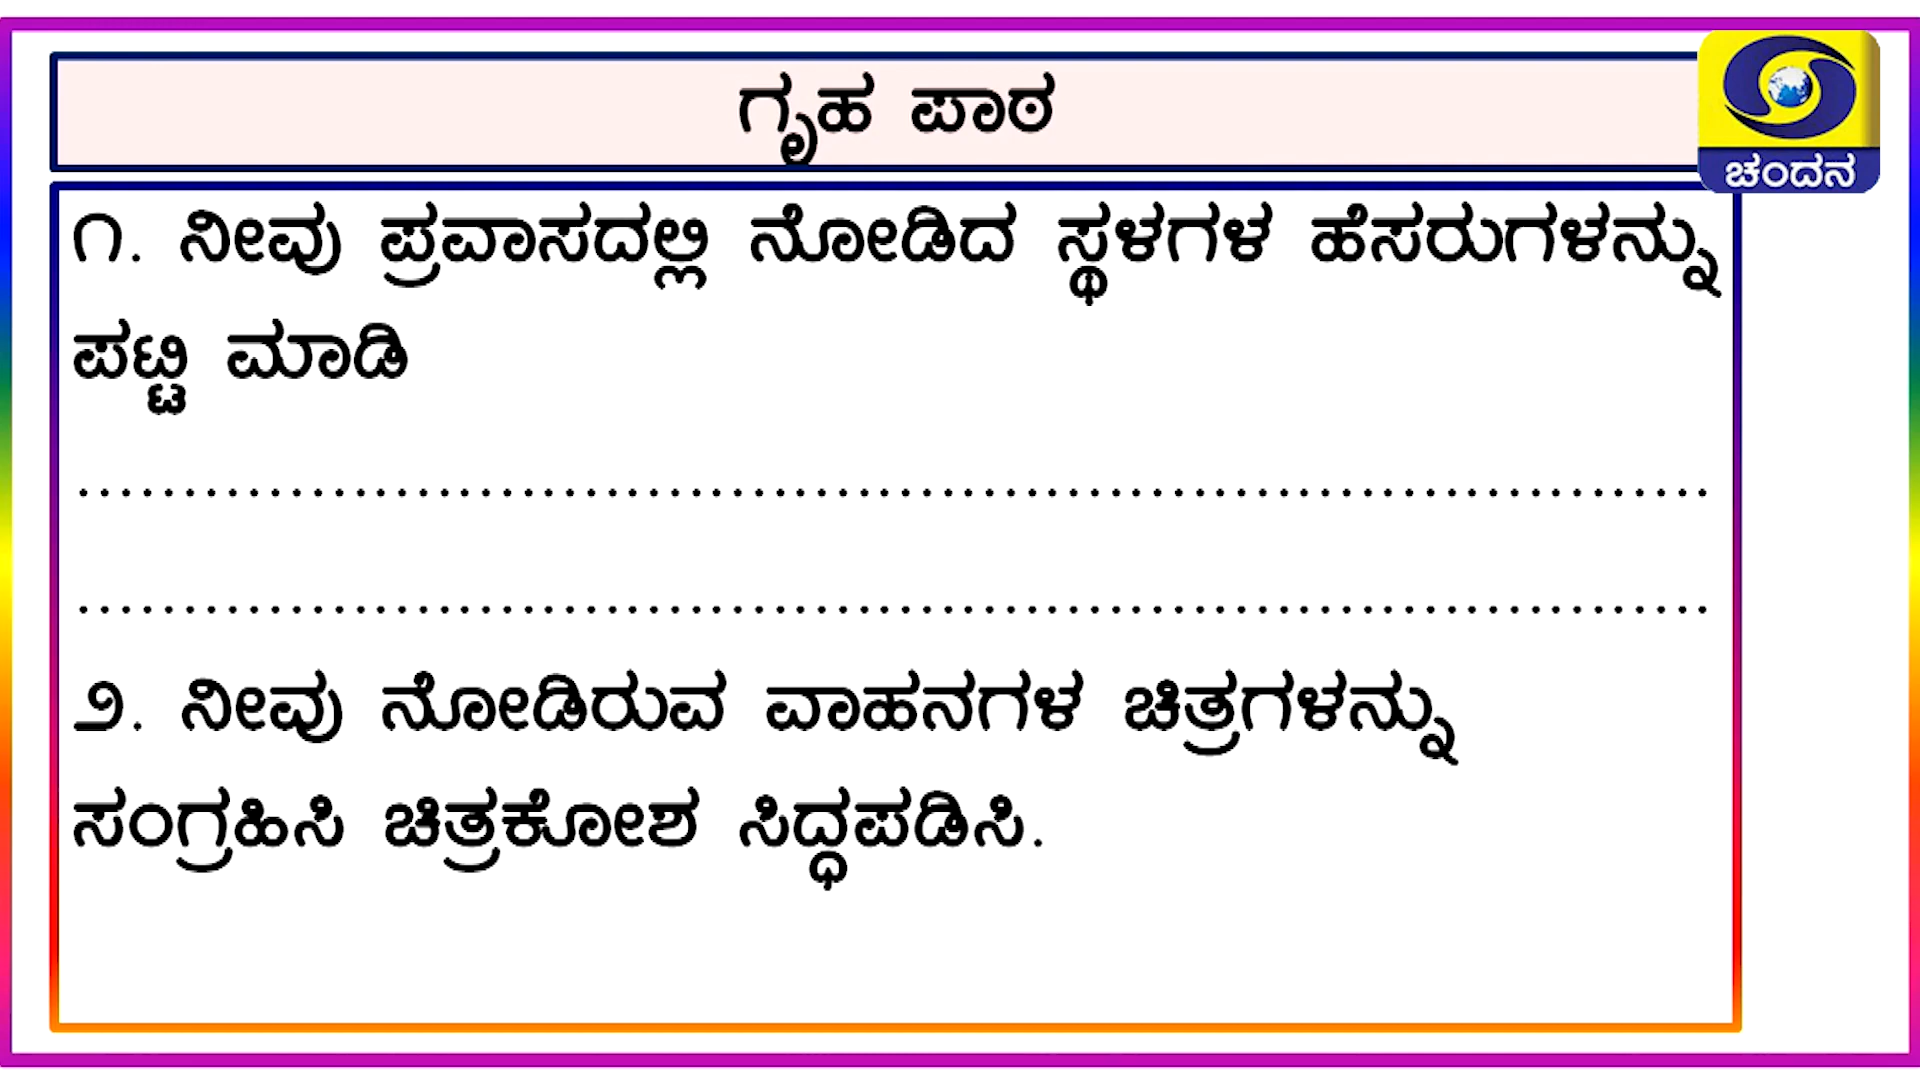 ಗೃಹ ಪಾಠ
ಚಂದನ
೧. ನೀವು ಪ್ರವಾಸದಲ್ಲಿ ನೋಡಿದ ಸ್ಥಳಗಳ ಹೆಸರುಗಳನ್ನು
ಪಟ್ಟಿ ಮಾಡಿ
..............................................................................
..............................................................................
೨. ನೀವು ನೋಡಿರುವ ವಾಹನಗಳ ಚಿತ್ರಗಳನ್ನು
ಸಂಗ್ರಹಿಸಿ ಚಿತ್ರಕೋಶ ಸಿದ್ಧಪಡಿಸಿ.